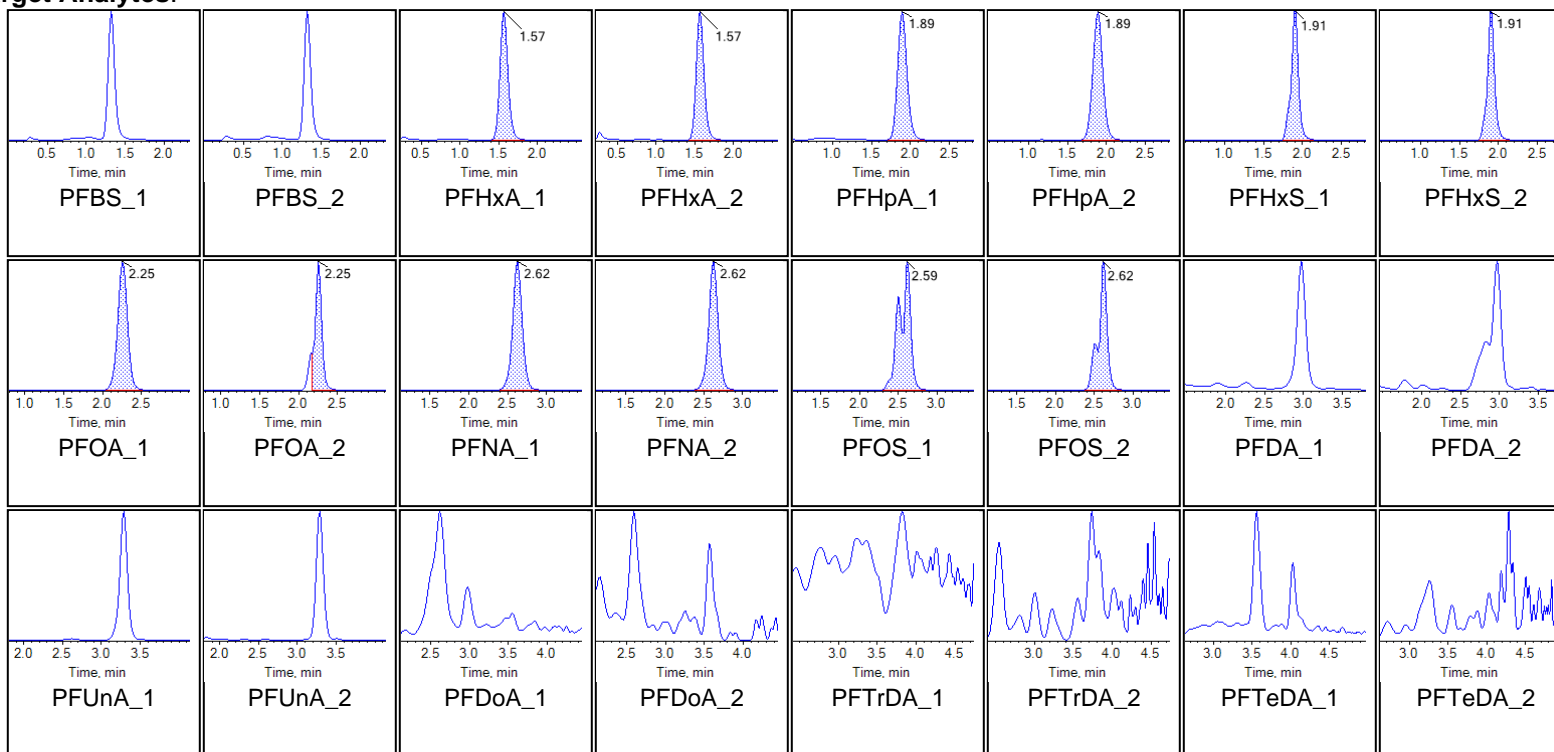 rget Analytes:
1.57 1.57 1.89 1.89 1.91 1.91
0.5 1.0 1.5 2.0 0.5 1.0 1.5 2.0 0.5 1.0 1.5 2.0 0.5 1.0 1.5 2.0 1.0 1.5 2.0 2.5 1.0 1.5 2.0 2.5 1.0 1.5 2.0 2.5 1.0 1.5 2.0 2.5
Time, min Time, min Time, min Time, min Time, min Time, min Time, min Time, min
PFBS_1 PFBS_2 PFHxA_1 PFHxA_2 PFHpA_1 PFHpA_2 PFHxS_1 PFHxS_2
2.25 2.25 2.62 2.62 2.59 2.62
1.0 1.5 2.0 2.5 1.0 1.5 2.0 2.5 1.5 2.0 2.5 3.0 1.5 2.0 2.5 3.0 1.5 2.0 2.5 3.0 1.5 2.0 2.5 3.0 2.0 2.5 3.0 3.5 2.0 2.5 3.0 3.5
Time, min Time, min Time, min Time, min Time, min Time, min Time, min Time, min
PFOA_1 PFOA_2 PFNA_1 PFNA_2 PFOS_1 PFOS_2 PFDA_1 PFDA_2
2.0 2.5 3.0 3.5 2.0 2.5 3.0 3.5 2.5 3.0 3.5 4.0 2.5 3.0 3.5 4.0 3.0 3.5 4.0 4.5 3.0 3.5 4.0 4.5 3.0 3.5 4.0 4.5 3.0 3.5 4.0 4.5
Time, min Time, min Time, min Time, min Time, min Time, min Time, min Time, min
PFUnA_1 PFUnA_2 PFDoA_1 PFDoA_2 PFTrDA_1 PFTrDA_2 PFTeDA_1 PFTeDA_2